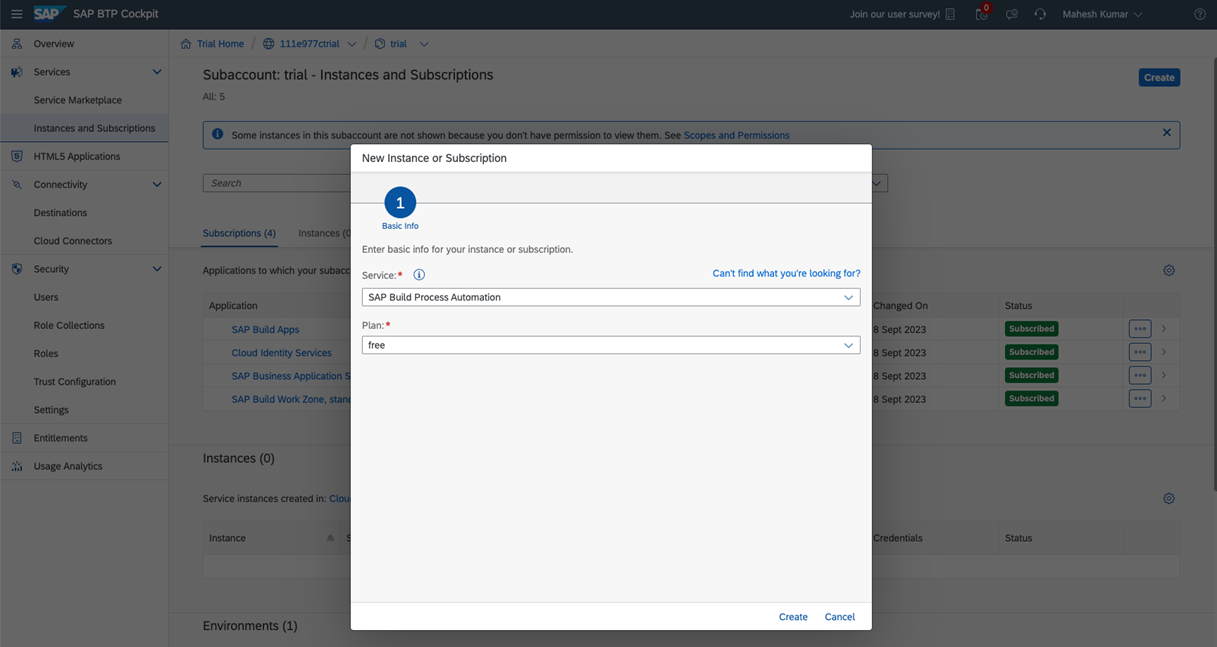 SAP SAP BTP Cockpit Join our user survey! 0 Mahesh Kumar
Overview
Services
Service Marketplace
Instances and Subscriptions
HTML5 Applications
Connectivity
Destinations
Cloud Connectors
Security
Users
Role Collections
Roles
Trust Configuration
Settings
Entitlements
Usage Analytics
Trial Home / 111e977ctrial / trial
Subaccount: trial - Instances and Subscriptions
Create
All: 5
Some instances in this subaccount are not shown because you don't have permission to view them. See Scopes and Permissions
Search
Subscriptions (4) Instances (0
Applications to which your subacc
Application Changed On Status
SAP Build Apps 8 Sept 2023 Subscribed
Cloud Identity Services 8 Sept 2023 Subscribed
SAP Business Application S 8 Sept 2023 Subscribed
SAP Build Work Zone, stand 8 Sept 2023 Subscribed
Instances (0)
Service instances created in: Clou
Instance S Credentials Status
Environments (1)
New Instance or Subscription
1
Basic Info
Enter basic info for your instance or subscription.
Service:* Can't find what you're looking for?
SAP Build Process Automation
Plan:*
free
Create Cancel